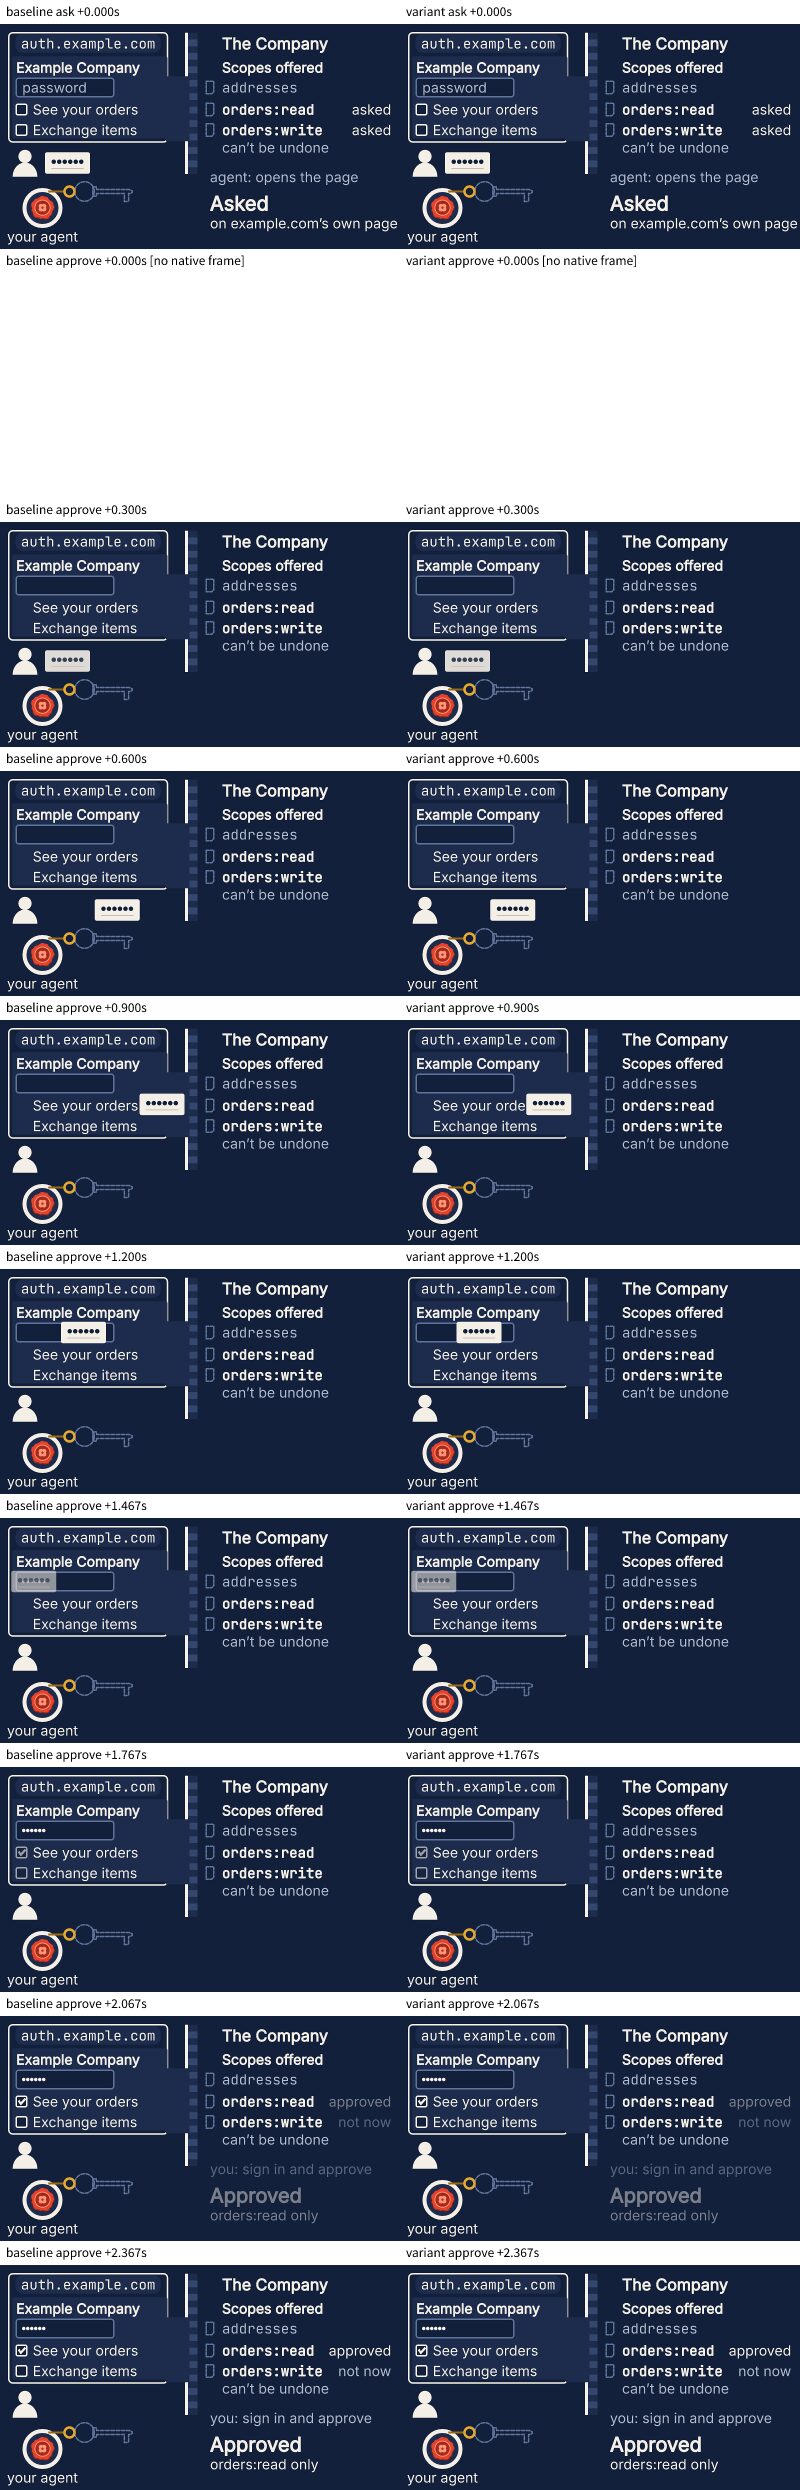 baseline ask +0.000s
auth.example.com
Example Company
password
See your orders
Exchange items
your agent
The Company
Scopes offered
addresses
orders:read asked
orders:write asked
can't be undone
agent: opens the page
Asked
on example.com's own page
variant ask +0.000s
auth.example.com
Example Company
password
See your orders
Exchange items
your agent
The Company
Scopes offered
addresses
orders:read asked
orders:write asked
can't be undone
agent: opens the page
Asked
on example.com's own page
baseline approve +0.000s [no native frame]
variant approve +0.000s [no native frame]
baseline approve +0.300s
auth.example.com
Example Company
See your orders
Exchange items
your agent
The Company
Scopes offered
addresses
orders:read
orders:write
can't be undone
variant approve +0.300s
auth.example.com
Example Company
See your orders
Exchange items
your agent
The Company
Scopes offered
addresses
orders:read
orders:write
can't be undone
baseline approve +0.600s
auth.example.com
Example Company
See your orders
Exchange items
your agent
The Company
Scopes offered
addresses
orders:read
orders:write
can't be undone
variant approve +0.600s
auth.example.com
Example Company
See your orders
Exchange items
your agent
The Company
Scopes offered
addresses
orders:read
orders:write
can't be undone
baseline approve +0.900s
auth.example.com
Example Company
See your orders
Exchange items
your agent
The Company
Scopes offered
addresses
orders:read
orders:write
can't be undone
variant approve +0.900s
auth.example.com
Example Company
See your orde
Exchange items
your agent
The Company
Scopes offered
addresses
orders:read
orders:write
can't be undone
baseline approve +1.200s
auth.example.com
Example Company
See your orders
Exchange items
your agent
The Company
Scopes offered
addresses
orders:read
orders:write
can't be undone
variant approve +1.200s
auth.example.com
Example Company
See your orders
Exchange items
your agent
The Company
Scopes offered
addresses
orders:read
orders:write
can't be undone
baseline approve +1.467s
auth.example.com
Example Company
See your orders
Exchange items
your agent
The Company
Scopes offered
addresses
orders:read
orders:write
can't be undone
variant approve +1.467s
auth.example.com
Example Company
See your orders
Exchange items
your agent
The Company
Scopes offered
addresses
orders:read
orders:write
can't be undone
baseline approve +1.767s
auth.example.com
Example Company
See your orders
Exchange items
your agent
The Company
Scopes offered
addresses
orders:read
orders:write
can't be undone
variant approve +1.767s
auth.example.com
Example Company
See your orders
Exchange items
your agent
The Company
Scopes offered
addresses
orders:read
orders:write
can't be undone
baseline approve +2.067s
auth.example.com
Example Company
See your orders
Exchange items
your agent
The Company
Scopes offered
addresses
orders:read approved
orders:write not now
can't be undone
you: sign in and approve
Approved
orders:read only
variant approve +2.067s
auth.example.com
Example Company
See your orders
Exchange items
your agent
The Company
Scopes offered
addresses
orders:read approved
orders:write not now
can't be undone
you: sign in and approve
Approved
orders:read only
baseline approve +2.367s
auth.example.com
Example Company
See your orders
Exchange items
your agent
The Company
Scopes offered
addresses
orders:read approved
orders:write not now
can't be undone
you: sign in and approve
Approved
orders:read only
variant approve +2.367s
auth.example.com
Example Company
See your orders
Exchange items
your agent
The Company
Scopes offered
addresses
orders:read approved
orders:write not now
can't be undone
you: sign in and approve
Approved
orders:read only